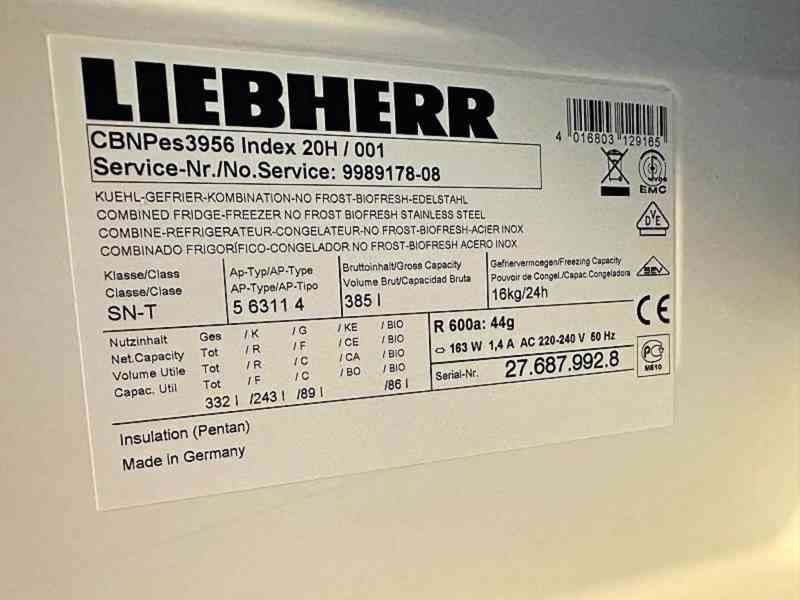 LIEBHERR
4 016803 129165
CBNPes3956 Index 20H / 001
Service-Nr./No.Service: 9989178-08
EMC
KUEHL-GEFRIER-KOMBINATION-NO FROST-BIOFRESH-EDELSTAHL
COMBINED FRIDGE-FREEZER NO FROST BIOFRESH STAINLESS STEEL
COMBINE-REFRIGERATEUR-CONGELATEUR-NO FROST-BIOFRESH-ACIER INOX
COMBINADO FRIGORÍFICO-CONGELADOR NO FROST-BIOFRESH ACERO INOX
DVE
Klasse/Class
Classe/Clase
SN-T
Ap-Typ/AP-Type
AP-Type/AP-Tipo
5 6311 4
Bruttoinhalt/Gross Capacity
Volume Brut/Capacidad Bruta
385 l
Gefriervermoegen/Freezing Capacity
Pouvoir de Congel./Capac.Congeladora
16kg/24h
SEV
CE
Nutzinhalt Ges / K / G / KE / BIO
Net.Capacity Tot / R / F / CE / BIO
Volume Utile Tot / R / C / CA / BIO
Capac. Util Tot / F / C / BO / BIO
332 l /243 l /89 l /86 l
R 600a: 44g
163 W 1,4 A AC 220-240 V 50 Hz
Serial-Nr. 27.687.992.8
ME10
Insulation (Pentan)
Made in Germany